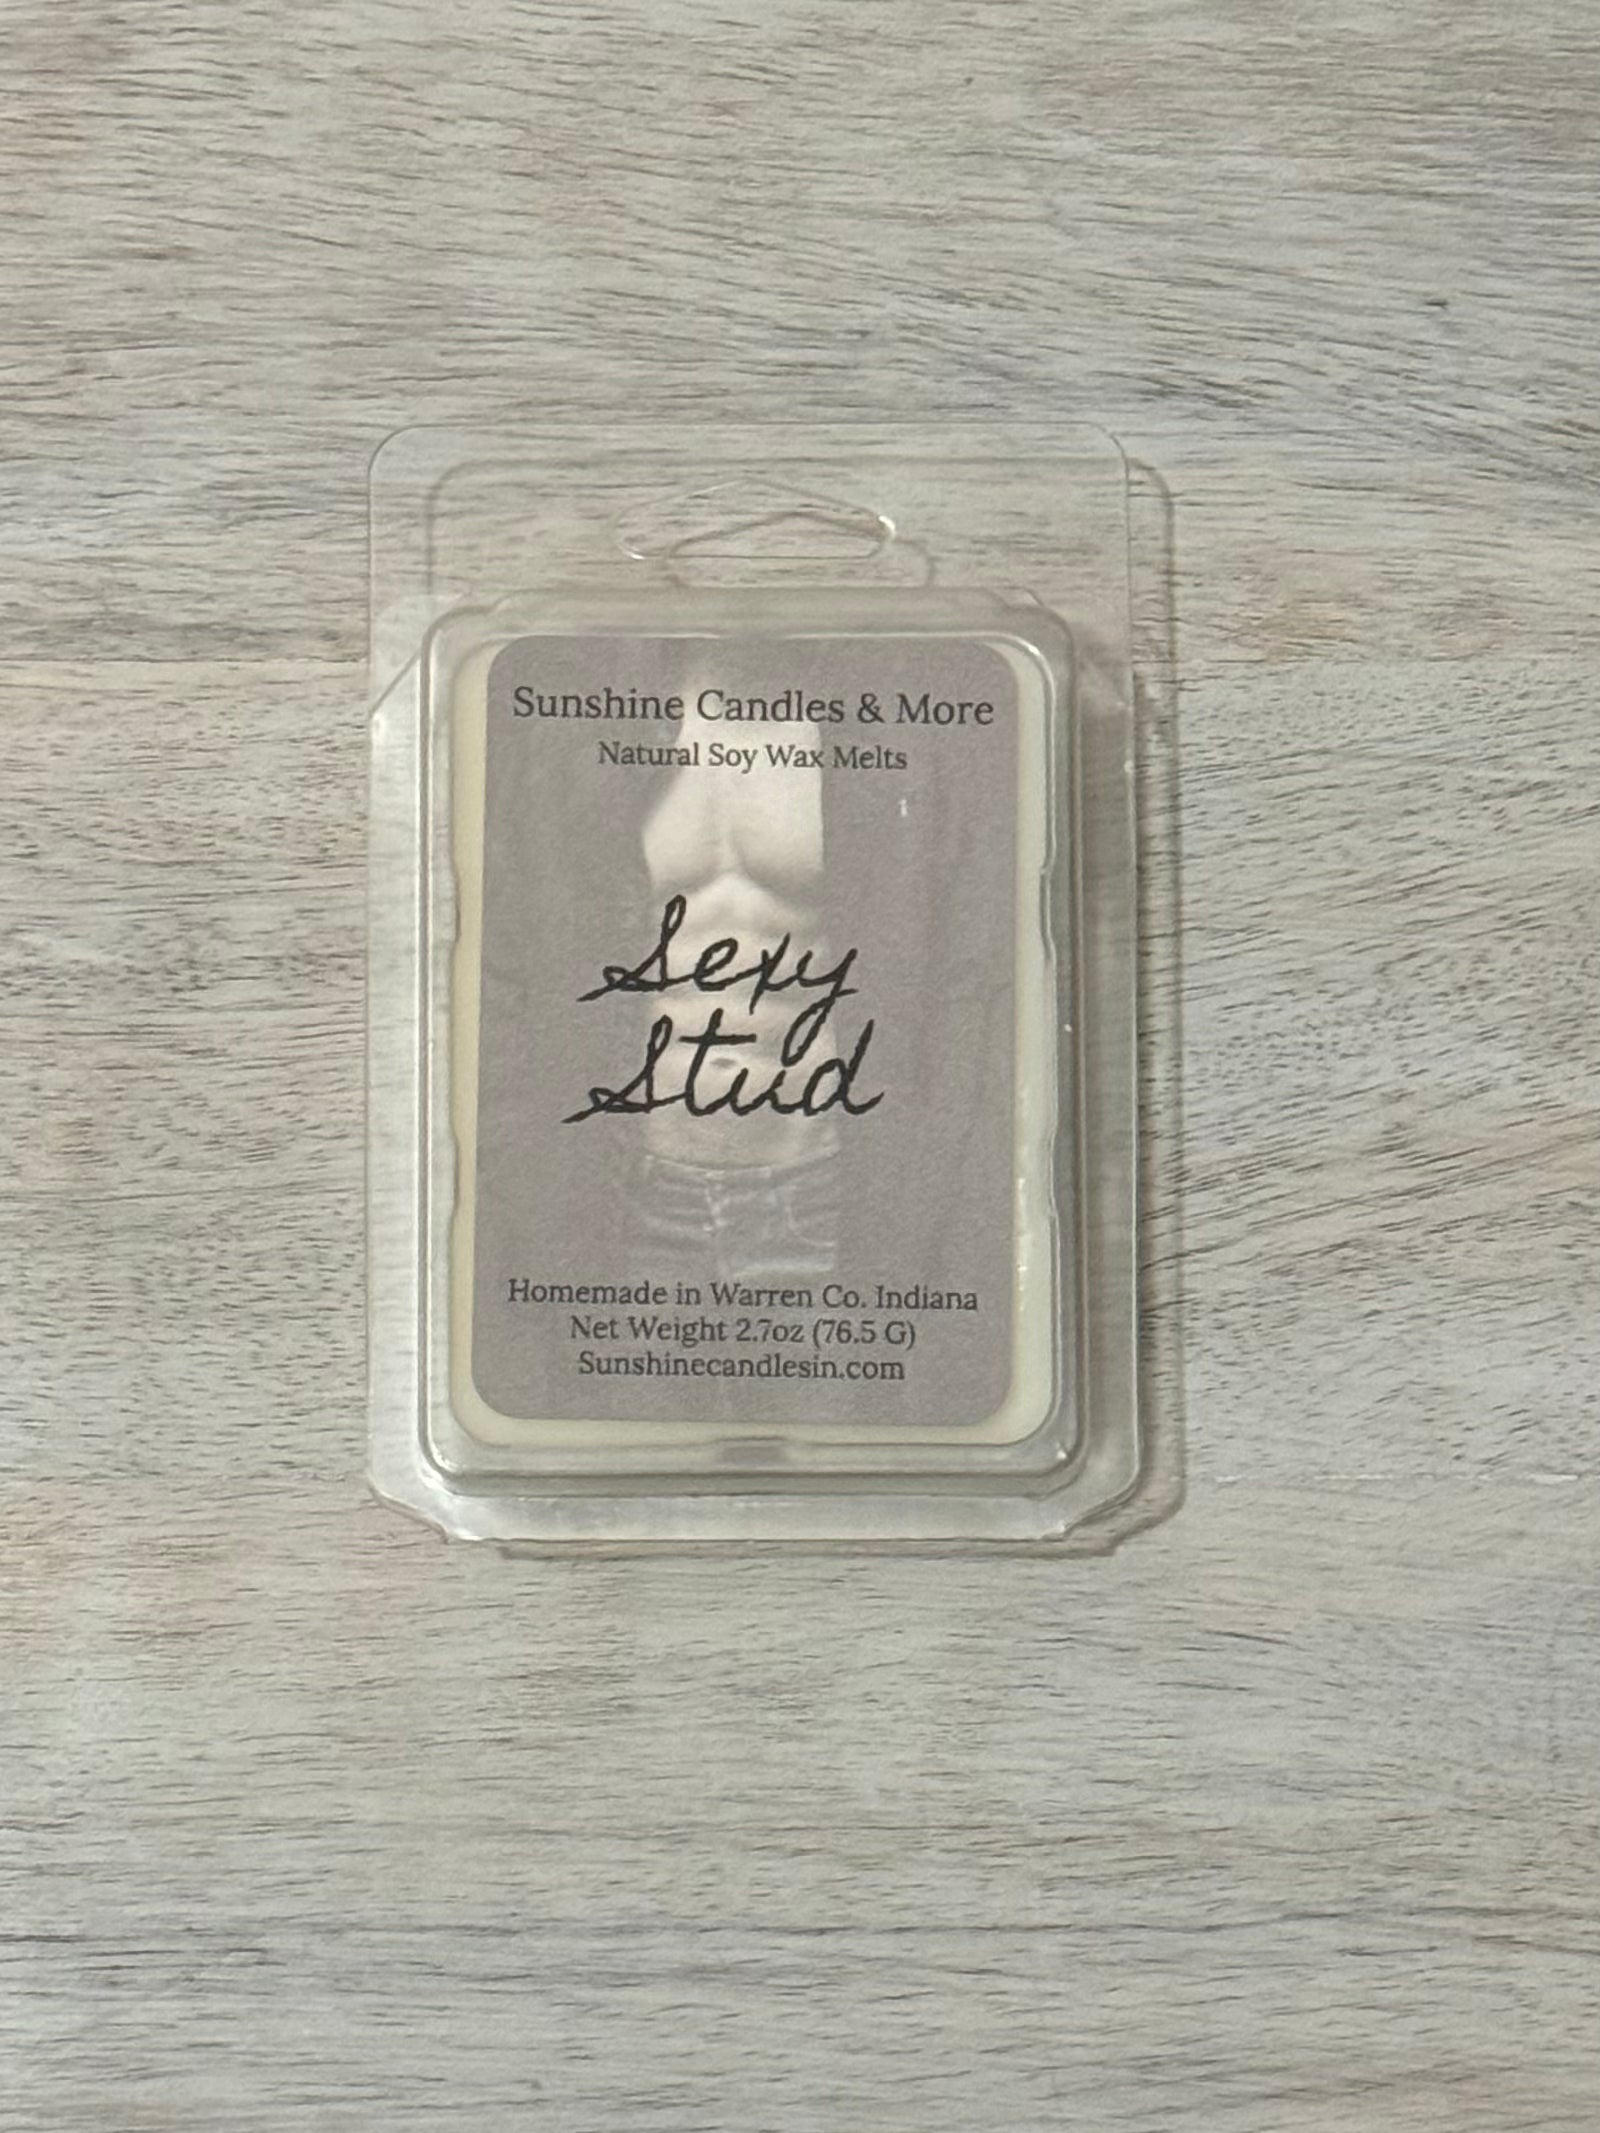 Sunshine Candles & More
Natural Soy Wax Melts
Sexy
Stud
Homemade in Warren Co. Indiana
Net Weight 2.7oz (76.5 G)
Sunshinecandlesin.com